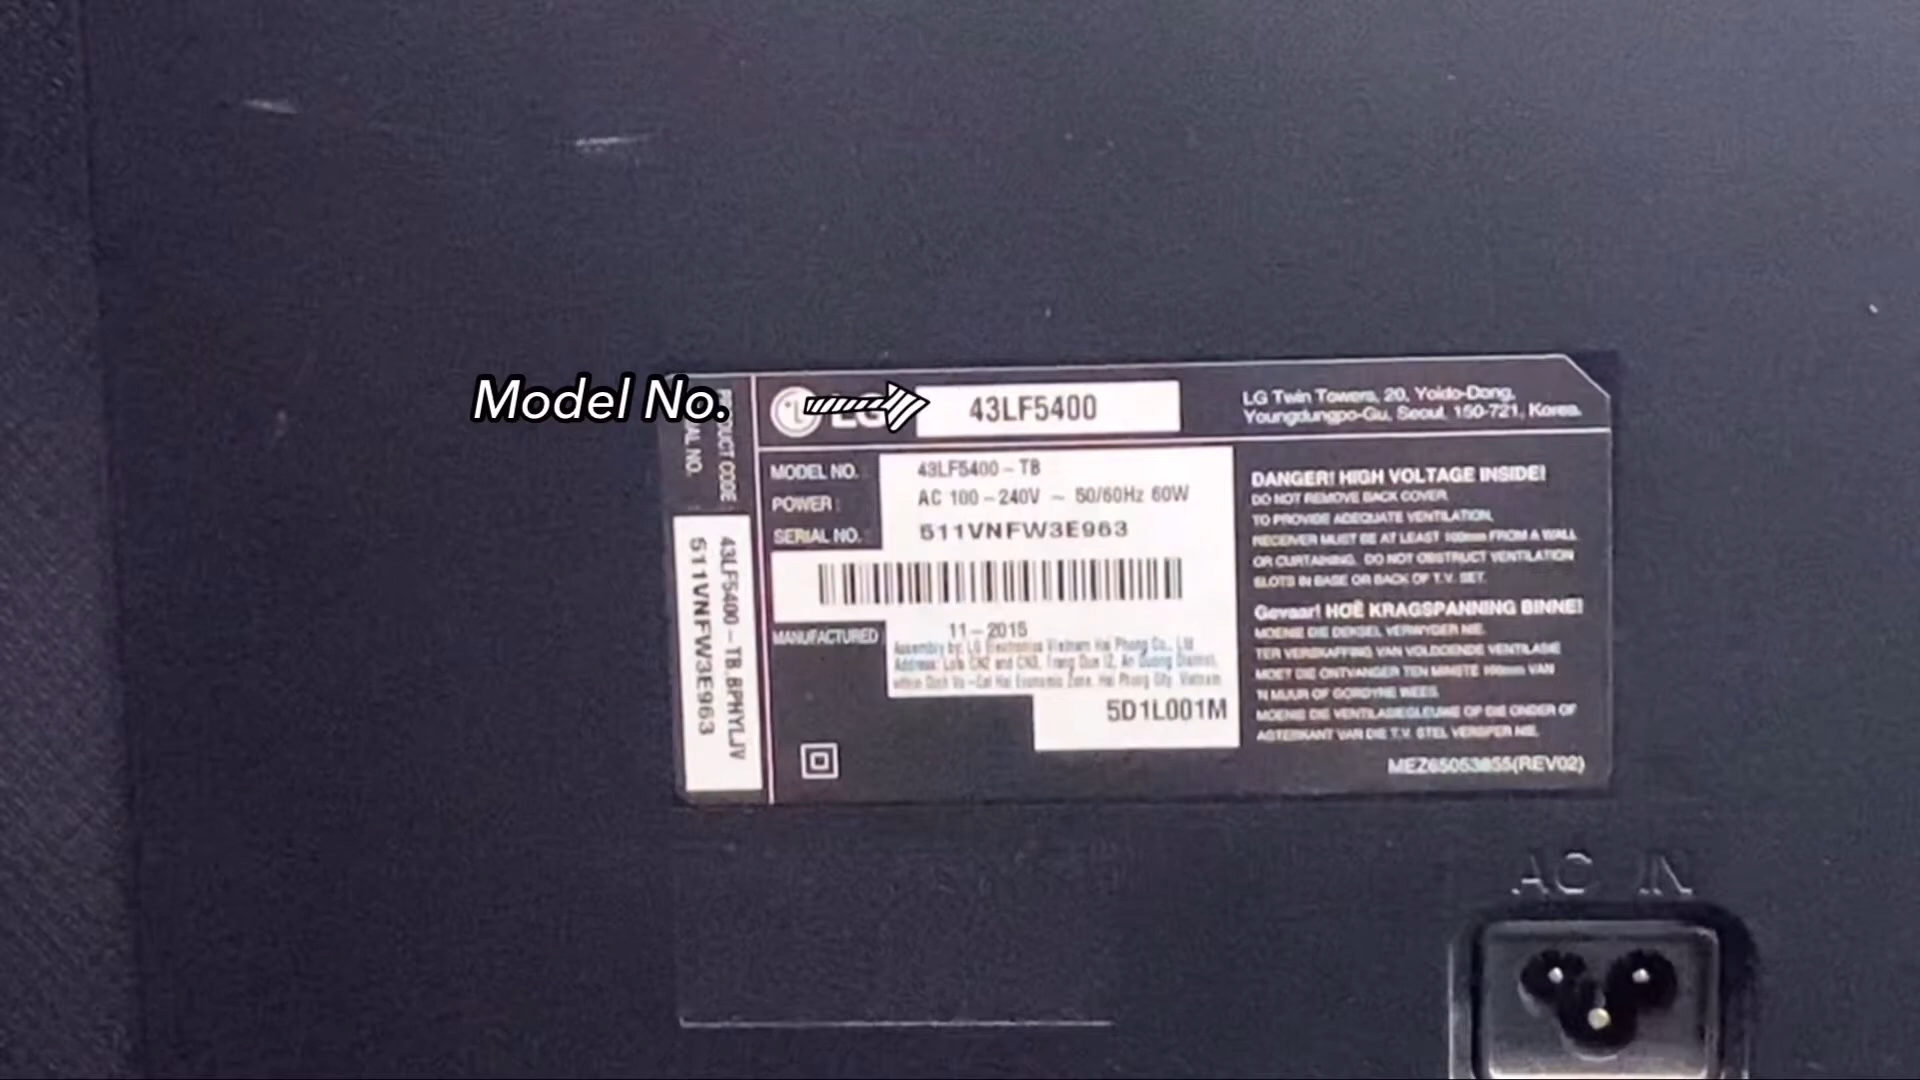 Model No.
LG
43LF5400
LG Twin Towers, 20, Yoido-Dong,
Youngdungpo-Gu, Seoul, 150-721, Korea.
PRODUCT CODE :
SERIAL NO. :
43LF5400-TB.BPHYLJV
511VNFW3E963
MODEL NO. 43LF5400-TB
POWER : AC 100-240V ~ 50/60Hz 60W
SERIAL NO. 511VNFW3E963
MANUFACTURED 11-2015
Assembly by: LG Electronics Vietnam Hai Phong Co., Ltd
Address: Lots CN2 and CN3, Trang Due IZ, An Duong District,
within Dinh Vu-Cat Hai Economic Zone, Hai Phong City, Vietnam
5D1L001M
DANGER! HIGH VOLTAGE INSIDE!
DO NOT REMOVE BACK COVER.
TO PROVIDE ADEQUATE VENTILATION,
RECEIVER MUST BE AT LEAST 100mm FROM A WALL
OR CURTAINING. DO NOT OBSTRUCT VENTILATION
SLOTS IN BASE OR BACK OF T.V. SET.
Gevaar! HOË KRAGSPANNING BINNE!
MOENIE DIE DEKSEL VERWYDER NIE.
TER VERSKAFFING VAN VOLDOENDE VENTILASIE
MOET DIE ONTVANGER TEN MINSTE 100mm VAN
'N MUUR OF GORDYNE WEES.
MOENIE DIE VENTILASIEGLEUWE OP DIE ONDER OF
AGTERKANT VAN DIE T.V. STEL VERSPER NIE.
MEZ65053855(REV02)
AC IN